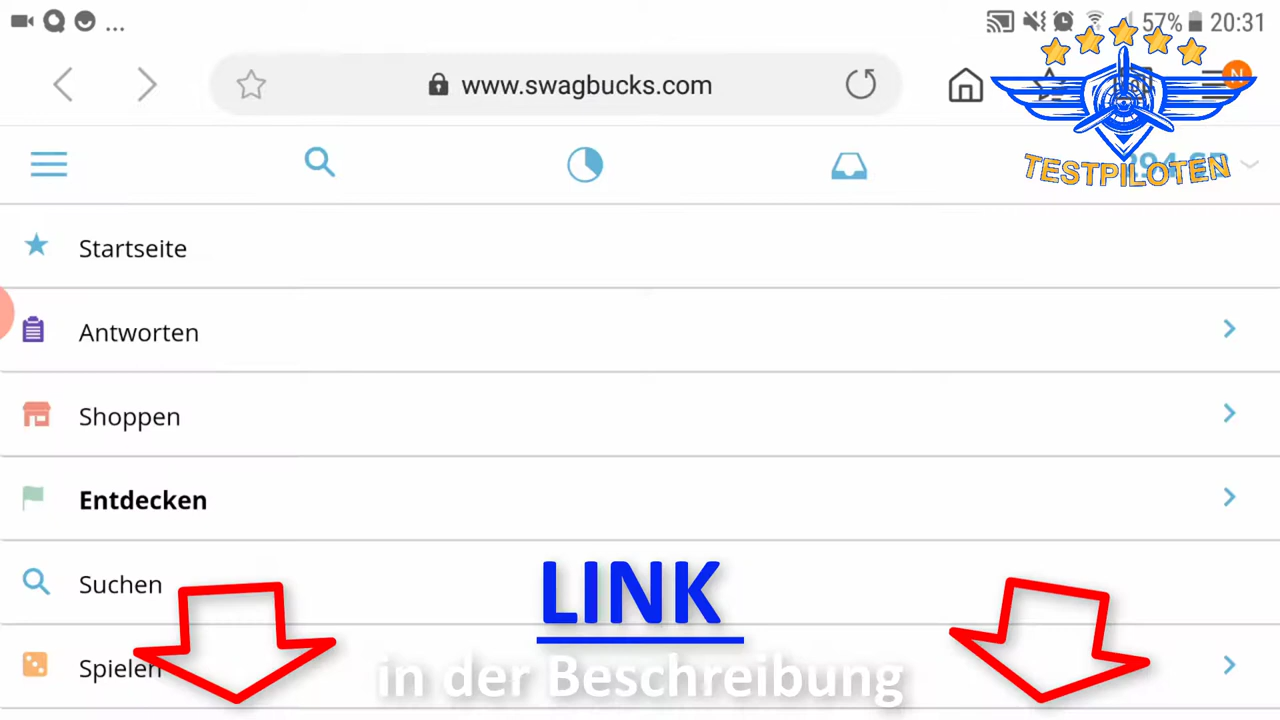 ... 57% 20:31
www.swagbucks.com
N
TESTPILOTEN
Startseite
Antworten
Shoppen
Entdecken
Suchen
Spielen
LINK
in der Beschreibung